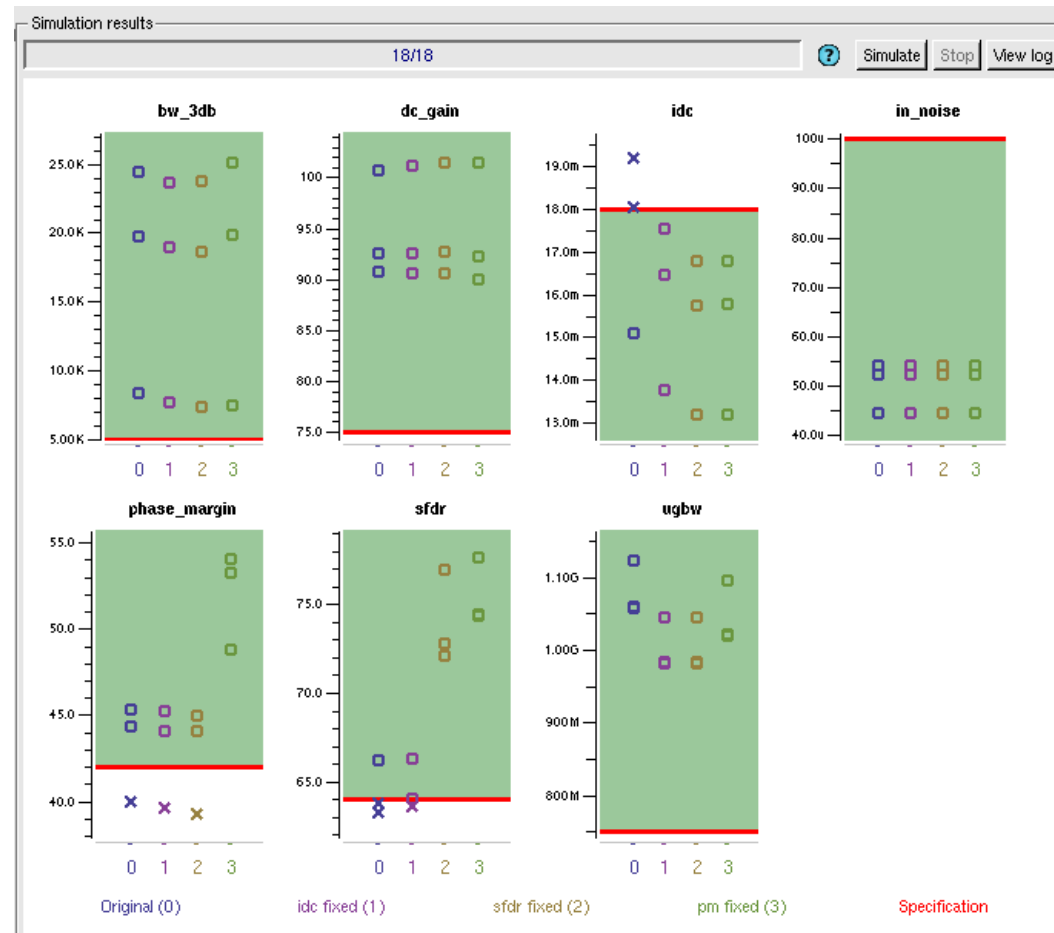 Simulation results
18/18 ? Simulate Stop View log
bw_3db dc_gain idc in_noise
25.0K
20.0K
15.0K
10.0K
5.00K
0 1 2 3
100
95.0
90.0
85.0
80.0
75.0
0 1 2 3
19.0m
18.0m
17.0m
16.0m
15.0m
14.0m
13.0m
0 1 2 3
100u
90.0u
80.0u
70.0u
60.0u
50.0u
40.0u
0 1 2 3
phase_margin sfdr ugbw
55.0
50.0
45.0
40.0
0 1 2 3
75.0
70.0
65.0
0 1 2 3
1.10G
1.00G
900M
800M
0 1 2 3
Original (0) idc fixed (1) sfdr fixed (2) pm fixed (3) Specification